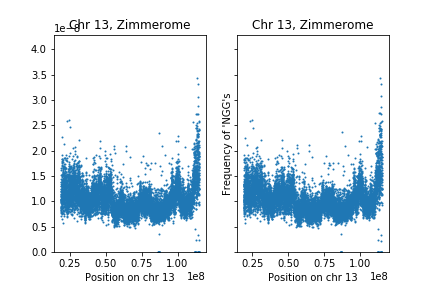 Chr 13, Zimmerome
1e−8
4.0
3.5
3.0
2.5
2.0
1.5
1.0
0.5
0.0
0.25 0.50 0.75 1.00
1e8
Position on chr 13
Chr 13, Zimmerome
Frequency of NGG's
0.25 0.50 0.75 1.00
1e8
Position on chr 13